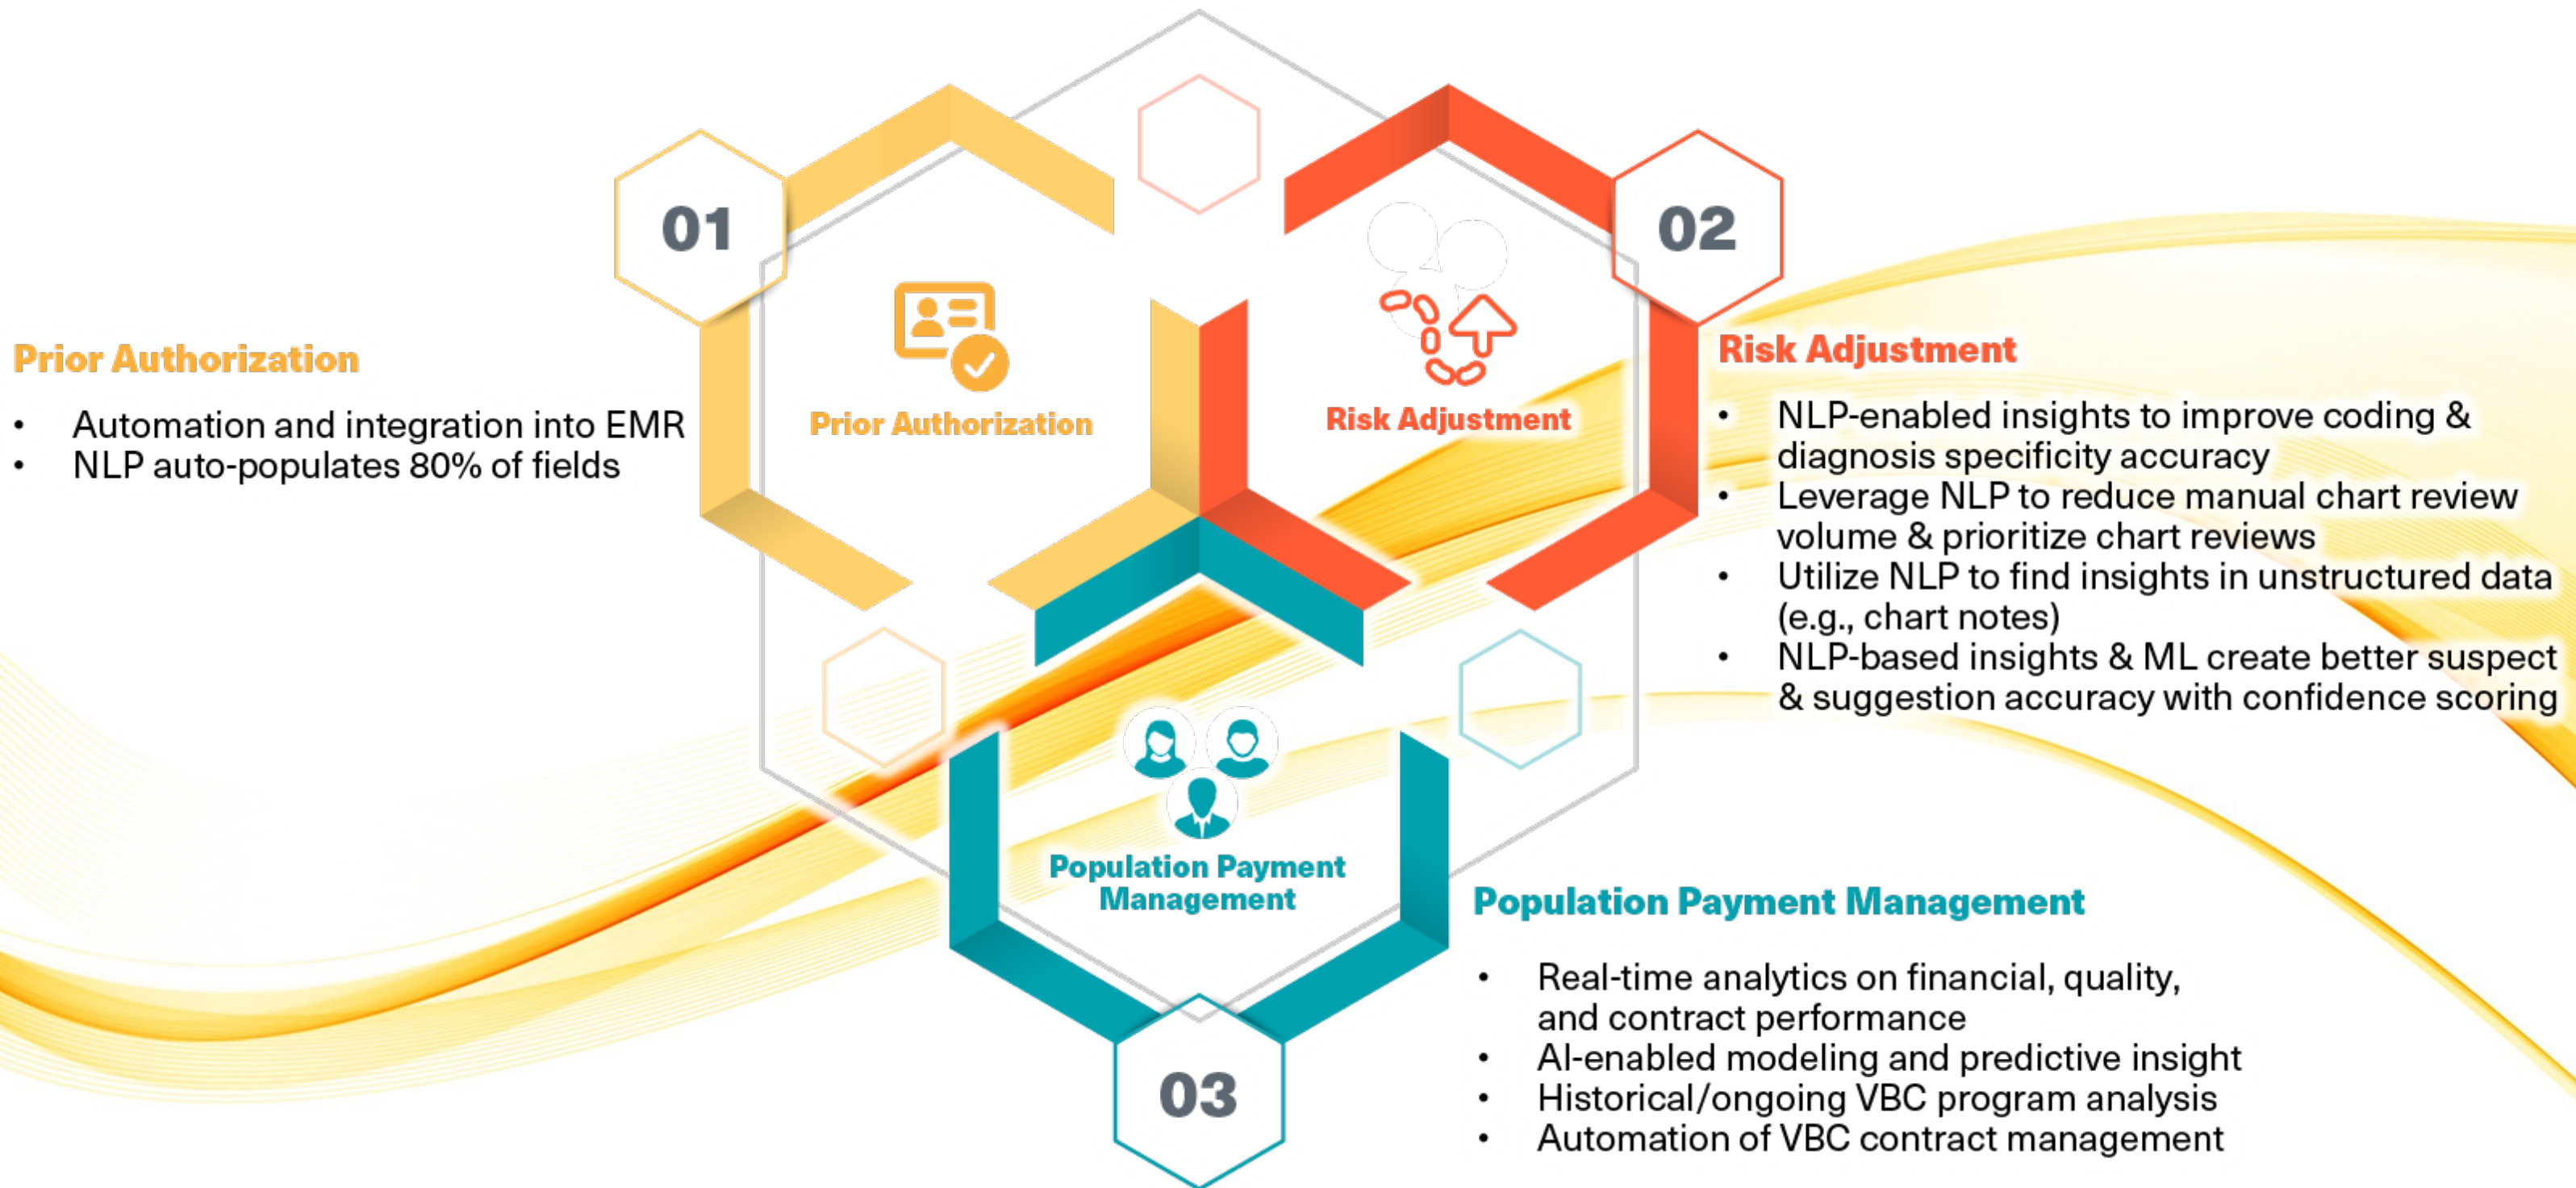 01
02
Prior Authorization
• Automation and integration into EMR
• NLP auto-populates 80% of fields
Prior Authorization
Risk Adjustment
Risk Adjustment
• NLP-enabled insights to improve coding &
diagnosis specificity accuracy
• Leverage NLP to reduce manual chart review
volume & prioritize chart reviews
• Utilize NLP to find insights in unstructured data
(e.g., chart notes)
• NLP-based insights & ML create better suspect
& suggestion accuracy with confidence scoring
Population Payment
Management
03
Population Payment Management
• Real-time analytics on financial, quality,
and contract performance
• AI-enabled modeling and predictive insight
• Historical/ongoing VBC program analysis
• Automation of VBC contract management